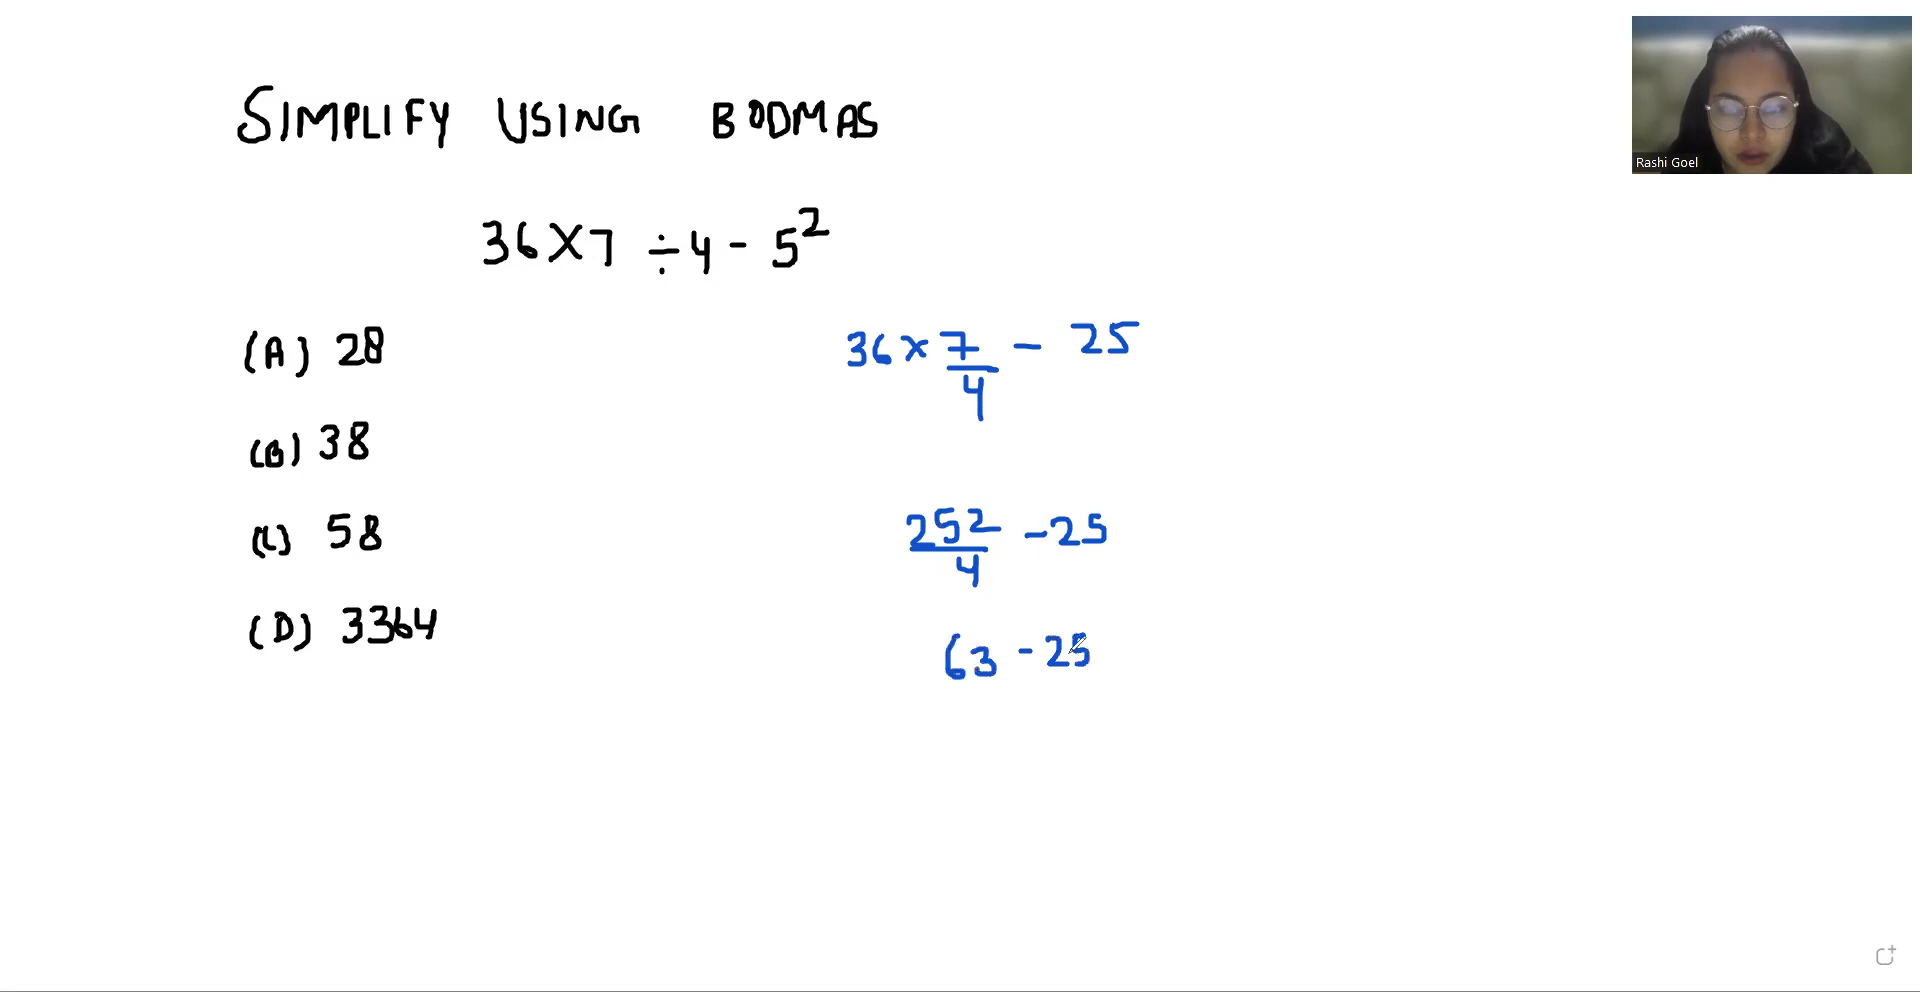 SIMPLIFY USING BODMAS
Rashi Goel
36×7 ÷4 - 5²
(A) 28
36 × 7/4 - 25
(B) 38
(C) 58
252/4 - 25
(D) 3364
63 - 25